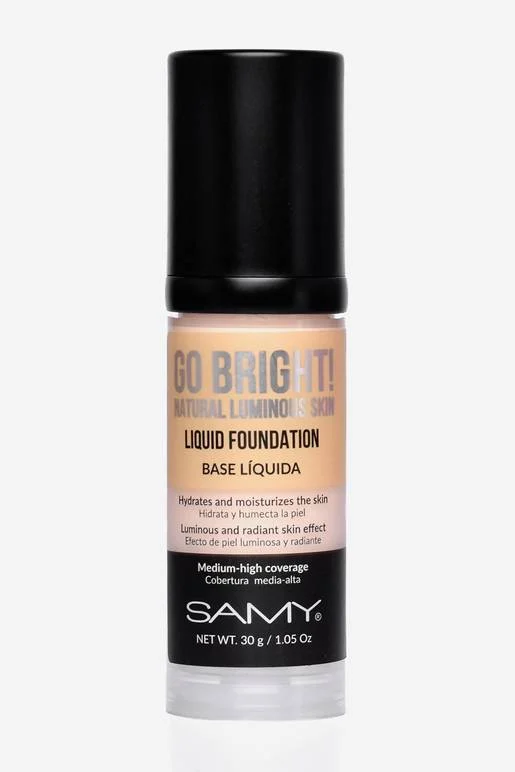 GO BRIGHT!
NATURAL LUMINOUS SKIN
LIQUID FOUNDATION
BASE LÍQUIDA
Hydrates and moisturizes the skin
Hidrata y humecta la piel
Luminous and radiant skin effect
Efecto de piel luminosa y radiante
Medium-high coverage
Cobertura media-alta
SAMY®
NET WT. 30 g / 1.05 Oz